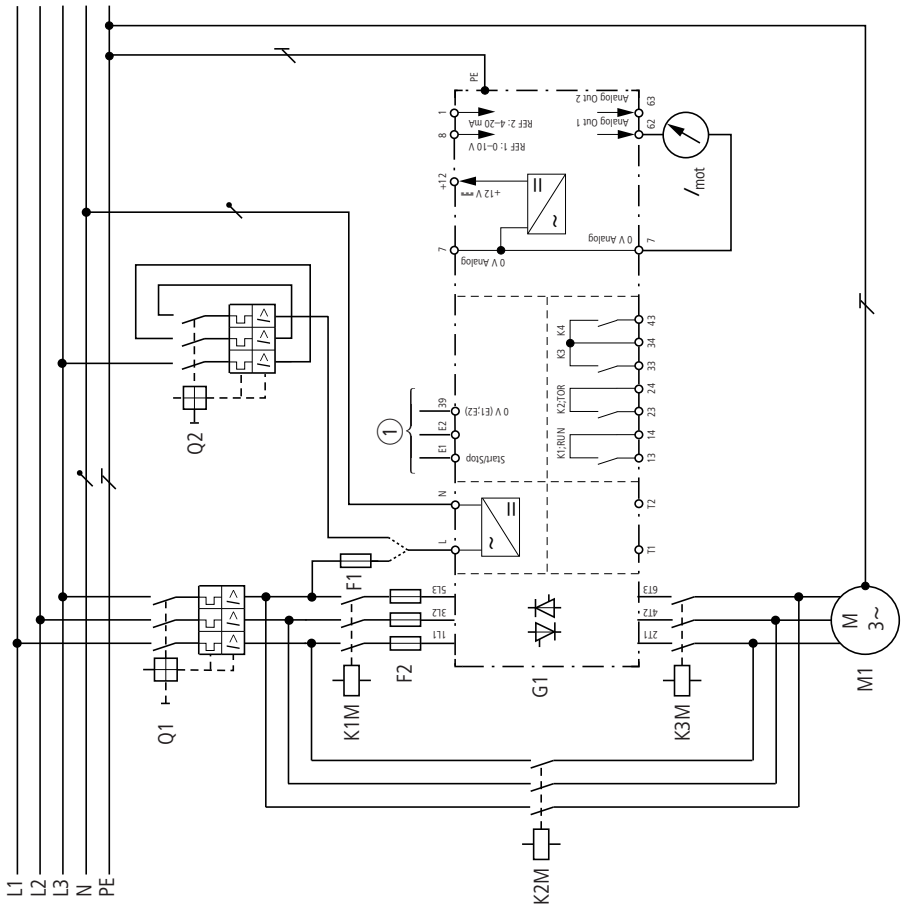 L1
L2
L3
N
PE
Q1
Q2
I>
I>
I>
I>
I>
I>
K1M
F1
F2
K2M
K3M
G1
M1
M
3~
PE
1
8
+12
7
REF 2: 4–20 mA
REF 1: 0–10 V
+12 V
0 V Analog
~
=
Analog Out 2
Analog Out 1
63
62
0 V Analog
7
I mot
1
39
E2
E1
0 V (E1;E2)
Start/Stop
N
L
~
=
K4
K3
K2;TOR
K1;RUN
43
34
33
24
23
14
13
T2
T1
5L3
3L2
1L1
6T3
4T2
2T1